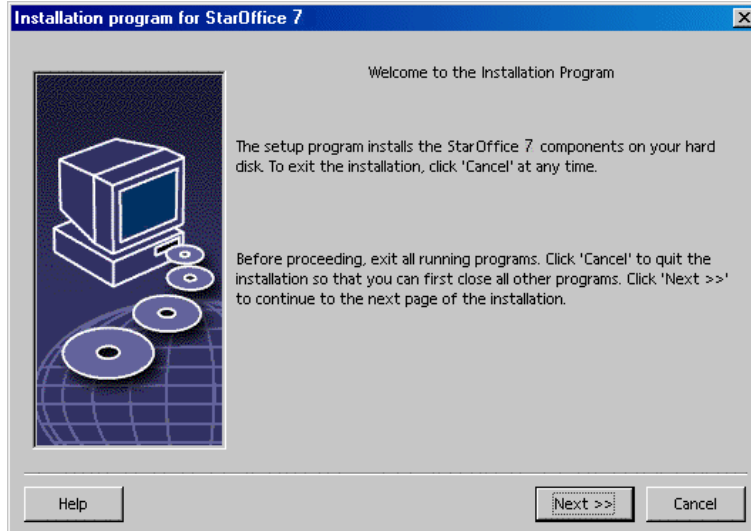 Installation program for StarOffice 7
Welcome to the Installation Program
The setup program installs the StarOffice 7 components on your hard
disk. To exit the installation, click 'Cancel' at any time.
Before proceeding, exit all running programs. Click 'Cancel' to quit the
installation so that you can first close all other programs. Click 'Next >>'
to continue to the next page of the installation.
Help
Next >>
Cancel